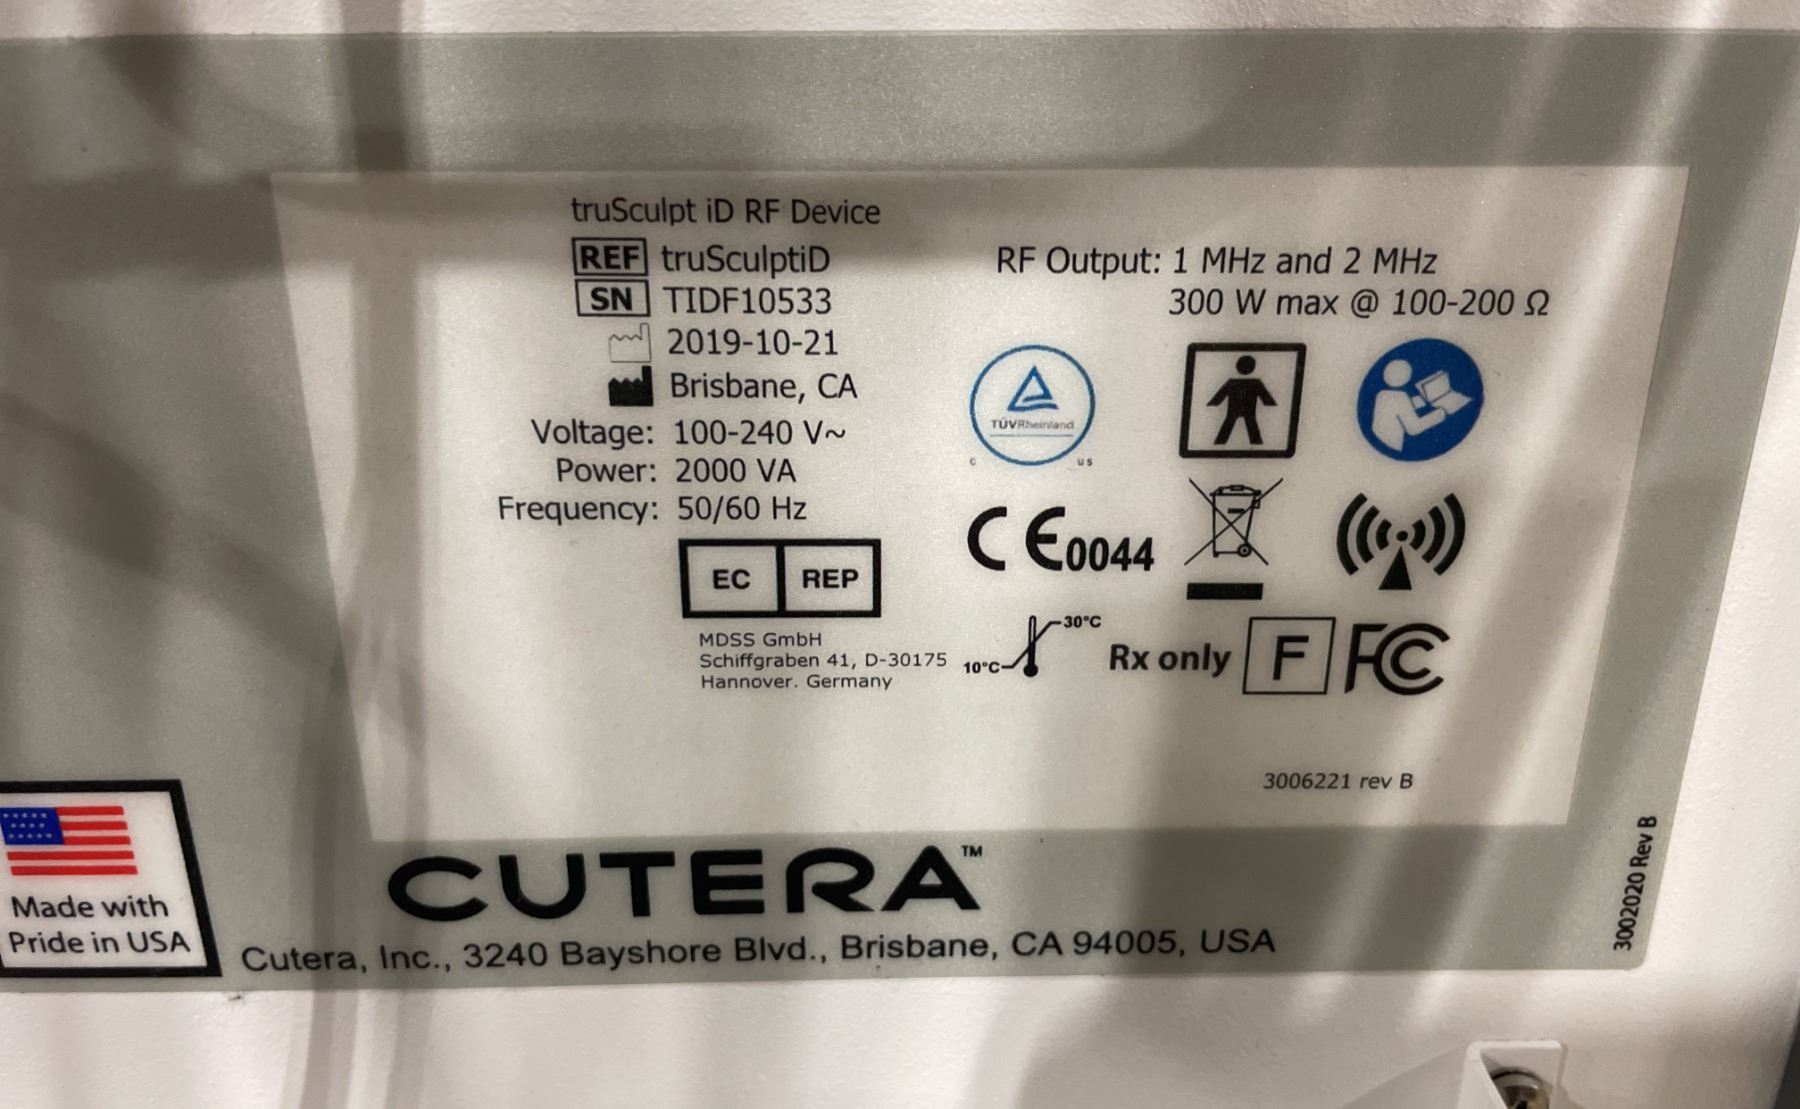 truSculpt iD RF Device
REF truSculptiD
SN TIDF10533
2019-10-21
Brisbane, CA
Voltage: 100-240 V~
Power: 2000 VA
Frequency: 50/60 Hz
EC REP
MDSS GmbH
Schiffgraben 41, D-30175
Hannover. Germany
RF Output: 1 MHz and 2 MHz
300 W max @ 100-200 Ω
TÜVRheinland
C US
CE0044
10°C 30°C
Rx only F FC
3006221 rev B
3002020 Rev B
Made with
Pride in USA
CUTERA™
Cutera, Inc., 3240 Bayshore Blvd., Brisbane, CA 94005, USA